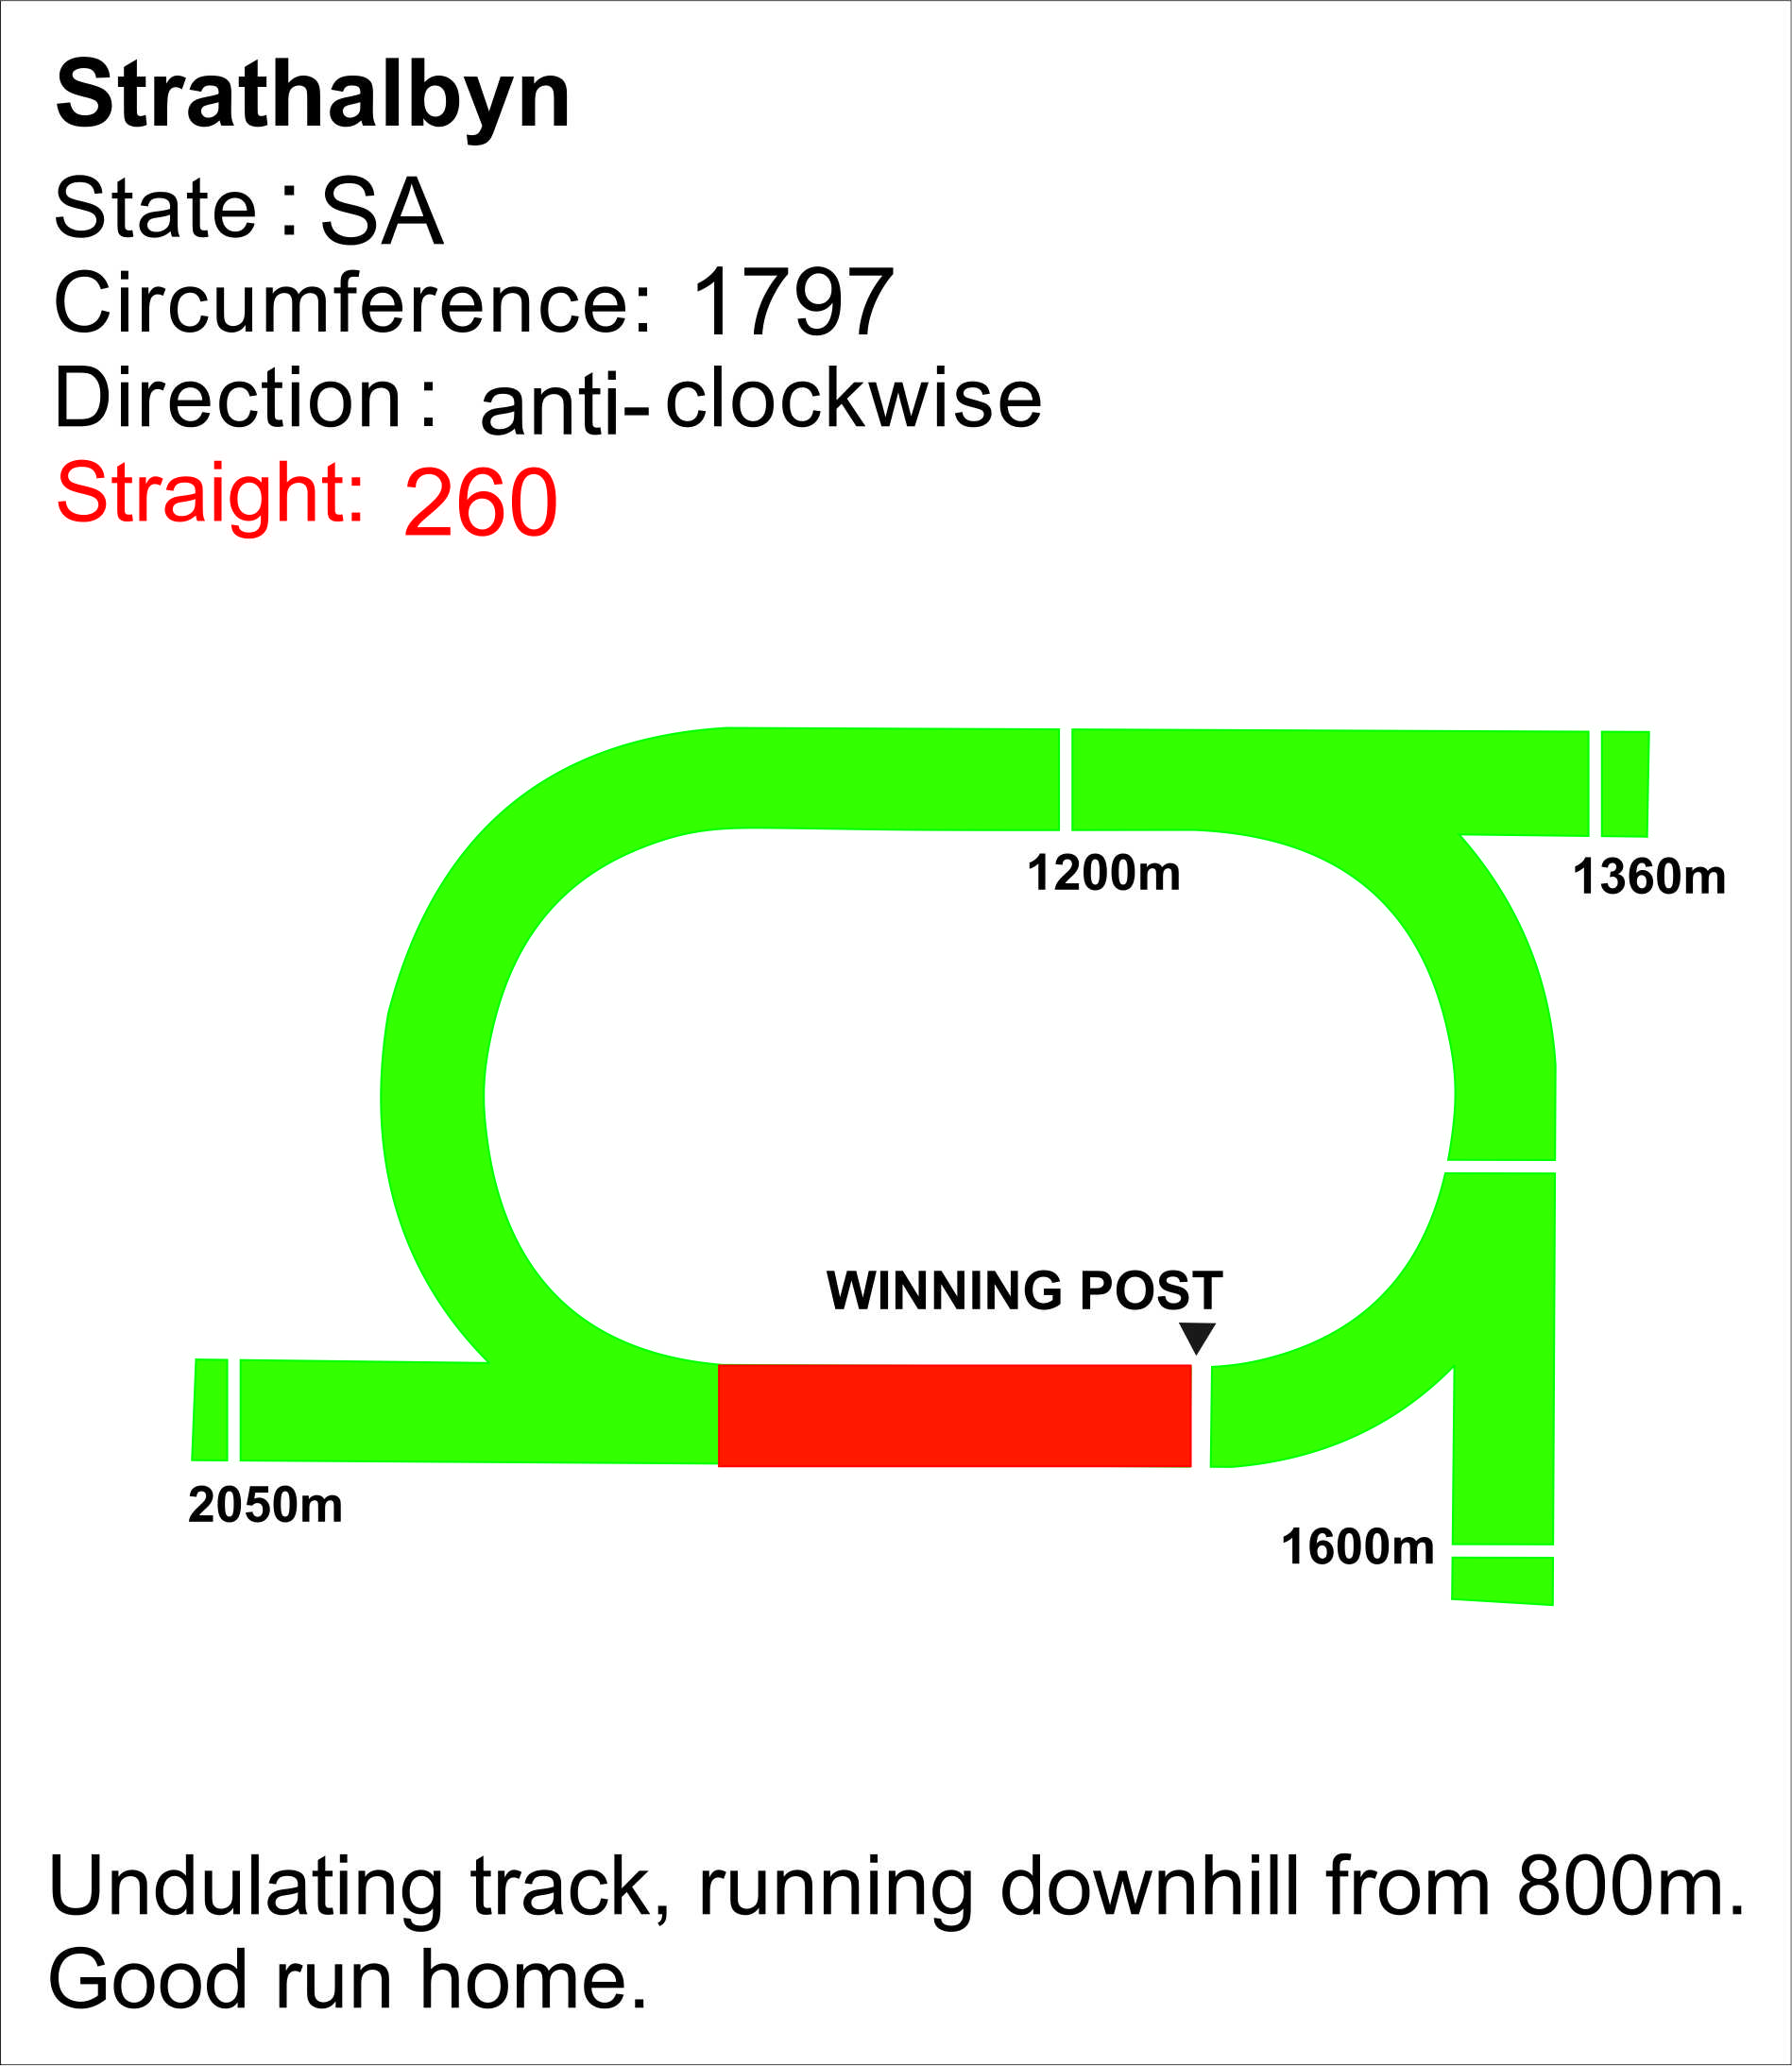 Strathalbyn
State : SA
Circumference: 1797
Direction : anti-clockwise
Straight: 260
1200m
1360m
WINNING POST
2050m
1600m
Undulating track, running downhill from 800m.
Good run home.